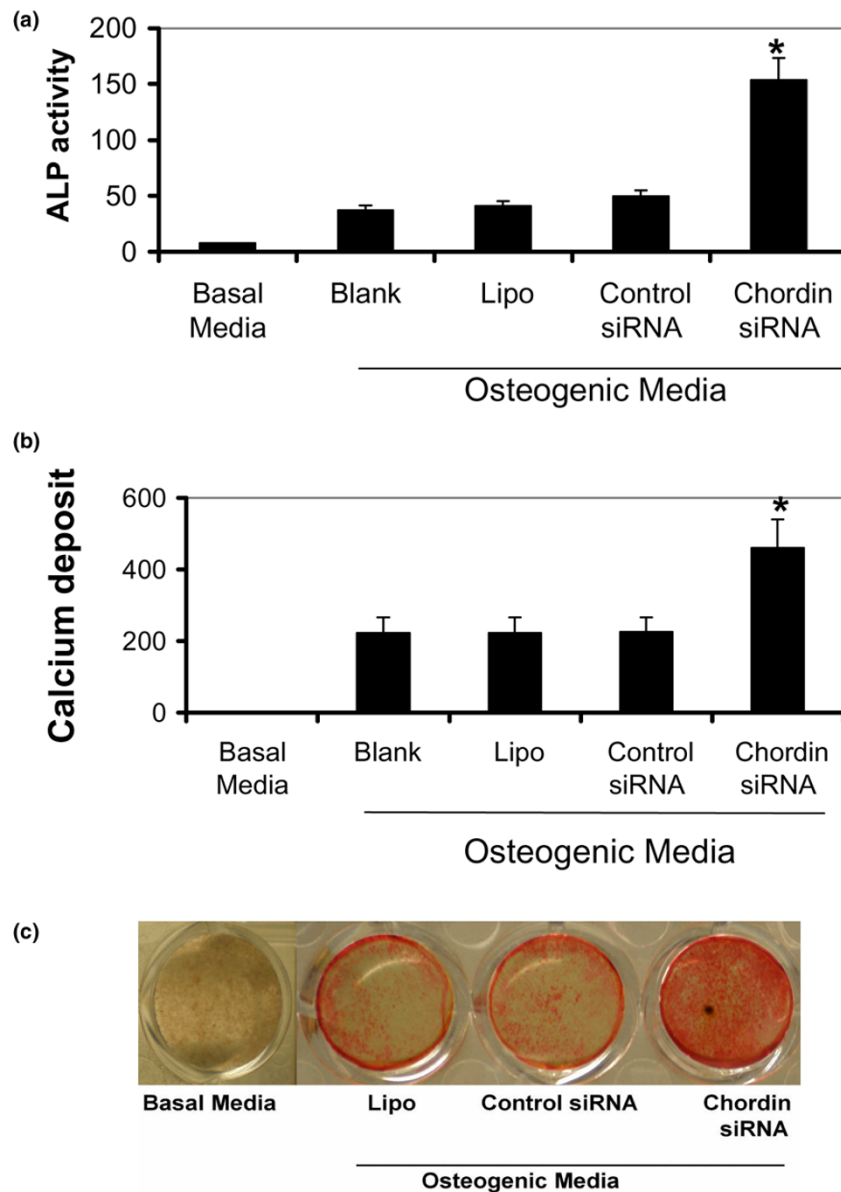 (a)
ALP activity
200
150
100
50
0
*
Basal Media
Blank
Lipo
Control siRNA
Chordin siRNA
Osteogenic Media
(b)
Calcium deposit
600
400
200
0
*
Basal Media
Blank
Lipo
Control siRNA
Chordin siRNA
Osteogenic Media
(c)
Basal Media
Lipo
Control siRNA
Chordin siRNA
Osteogenic Media